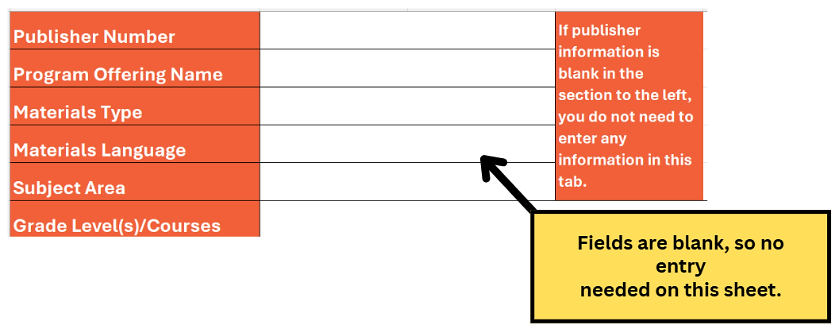 Publisher Number
Program Offering Name
Materials Type
Materials Language
Subject Area
Grade Level(s)/Courses
If publisher
information is
blank in the
section to the left,
you do not need to
enter any
information in this
tab.
Fields are blank, so no
entry
needed on this sheet.